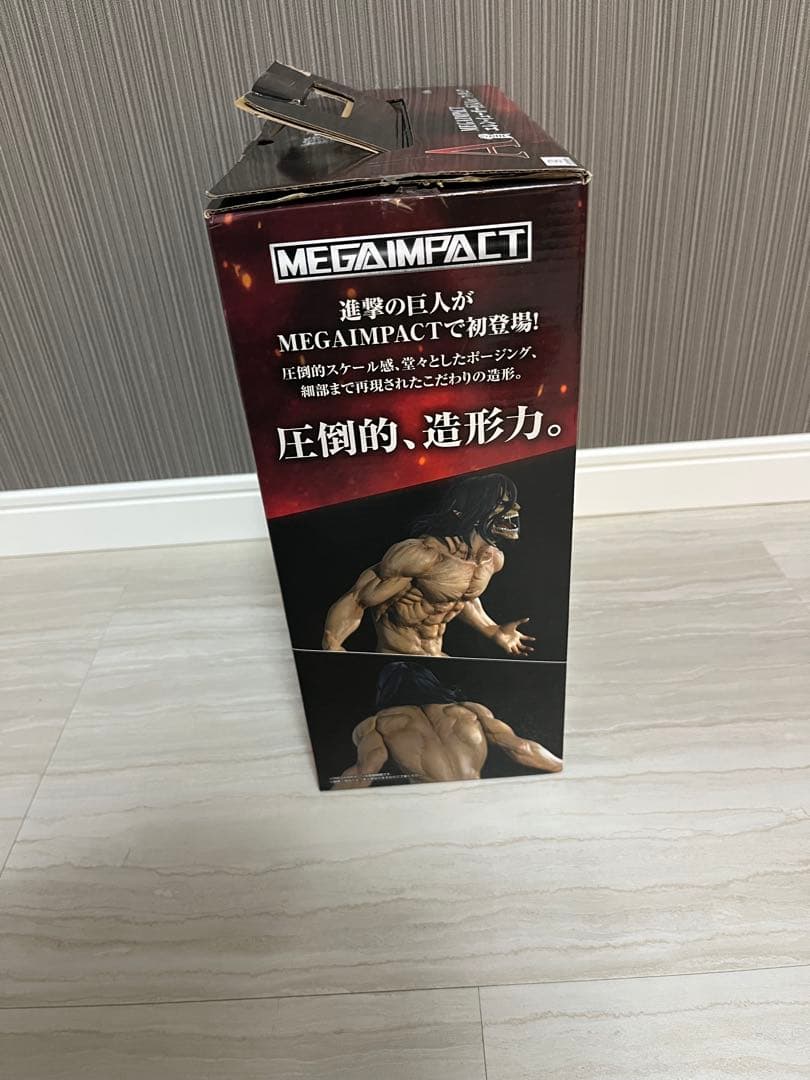 MEGAIMPACT
A賞
MEGAIMPACT
進撃の巨人が
MEGAIMPACTで初登場!
圧倒的スケール感、堂々としたポージング、
細部まで再現されたこだわりの造形。
圧倒的、造形力。